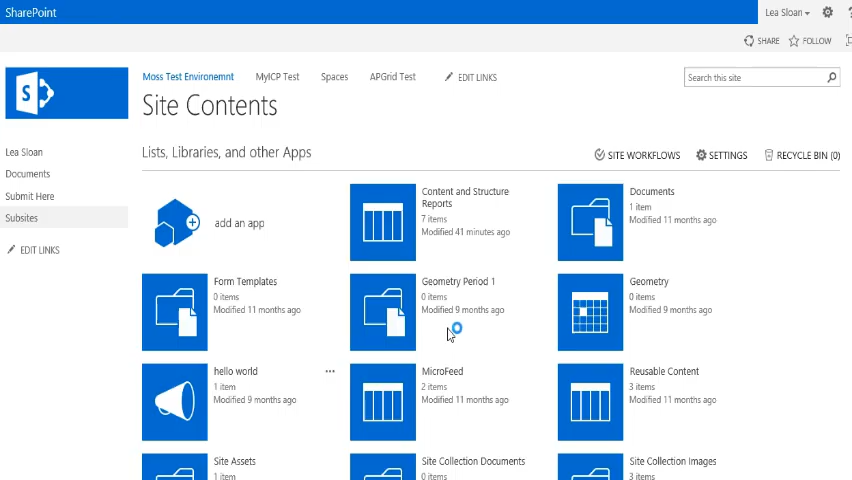 SharePoint
Lea Sloan
SHARE
FOLLOW
Moss Test Environemnt
MyICP Test
Spaces
APGrid Test
EDIT LINKS
Search this site
Site Contents
Lea Sloan
Documents
Submit Here
Subsites
EDIT LINKS
Lists, Libraries, and other Apps
SITE WORKFLOWS
SETTINGS
RECYCLE BIN (0)
add an app
Content and Structure
Reports
7 items
Modified 41 minutes ago
Documents
1 item
Modified 11 months ago
Form Templates
0 items
Modified 11 months ago
Geometry Period 1
0 items
Modified 9 months ago
Geometry
0 items
Modified 9 months ago
hello world
1 item
Modified 9 months ago
MicroFeed
2 items
Modified 11 months ago
Reusable Content
3 items
Modified 11 months ago
Site Assets
1 item
Site Collection Documents
0 items
Site Collection Images
3 items